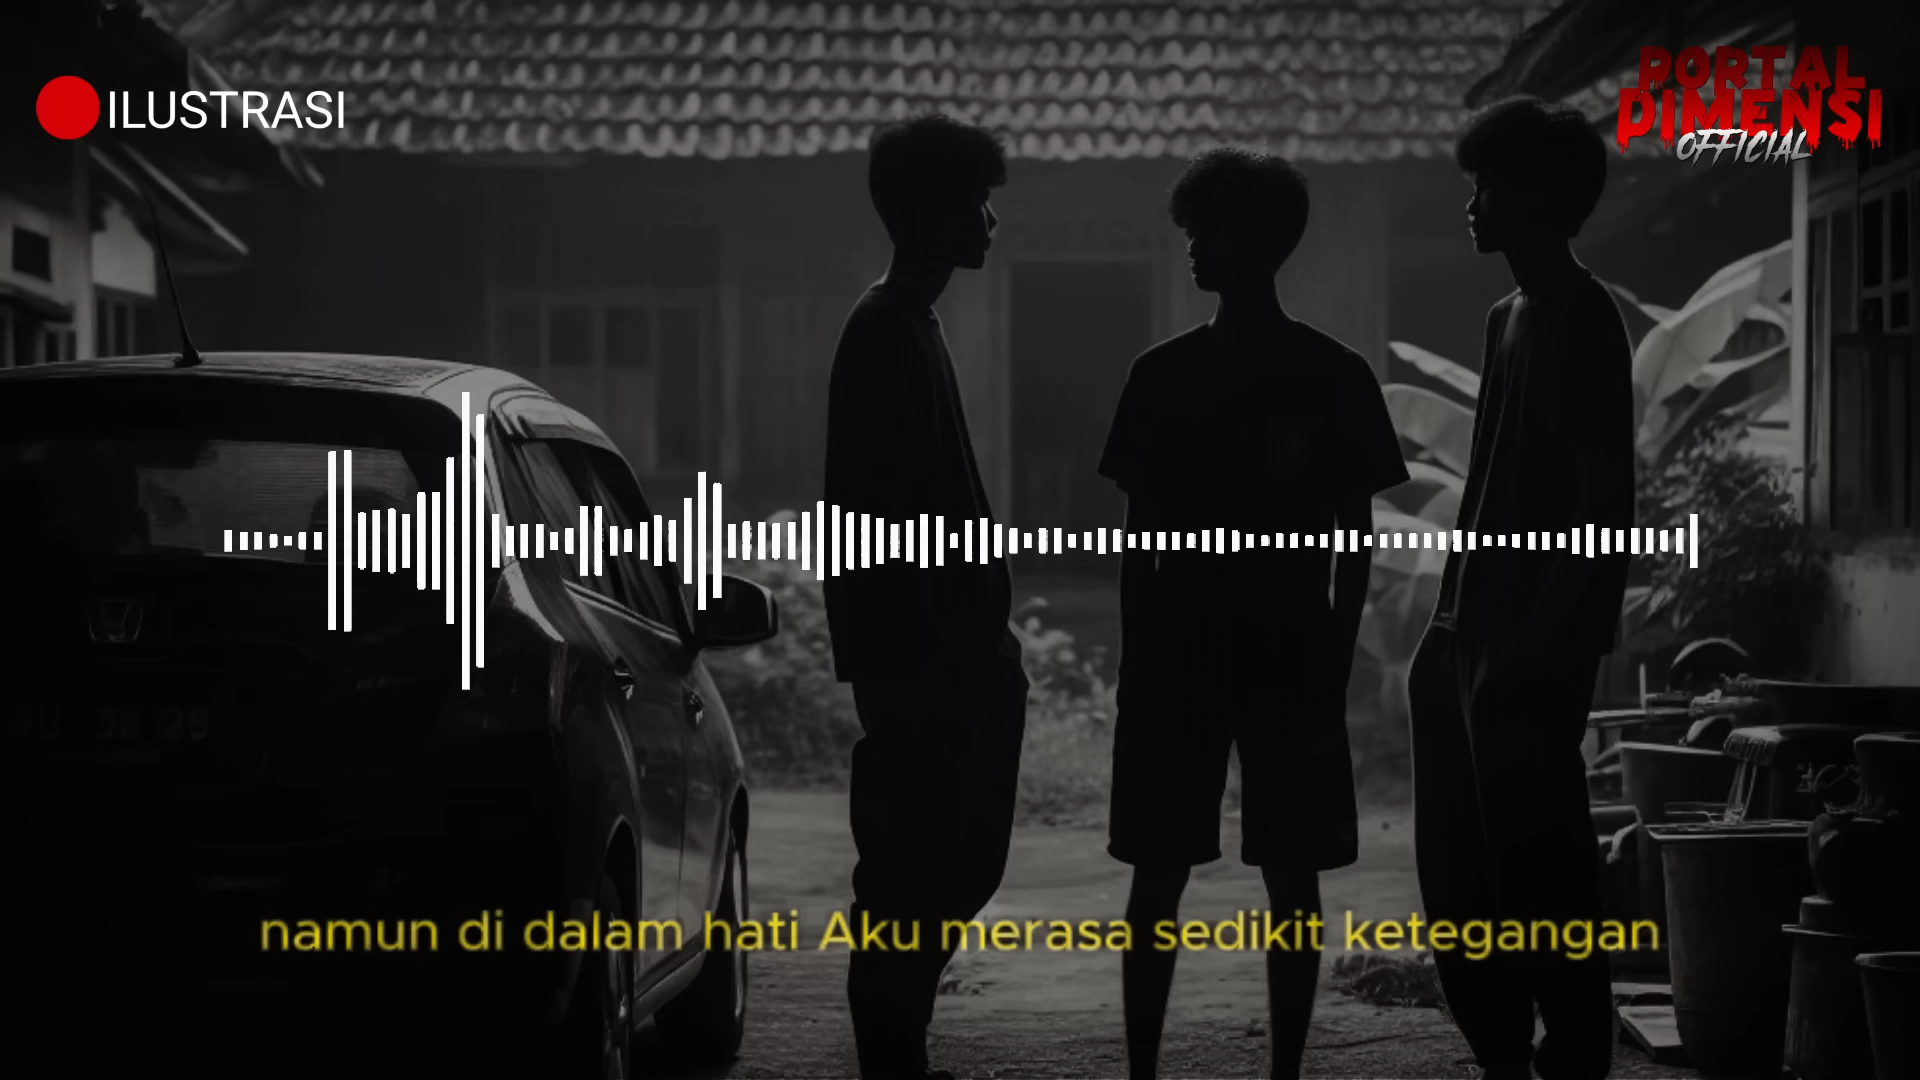 ILUSTRASI
PORTAL
DIMENSI
OFFICIAL
namun di dalam hati Aku merasa sedikit ketegangan